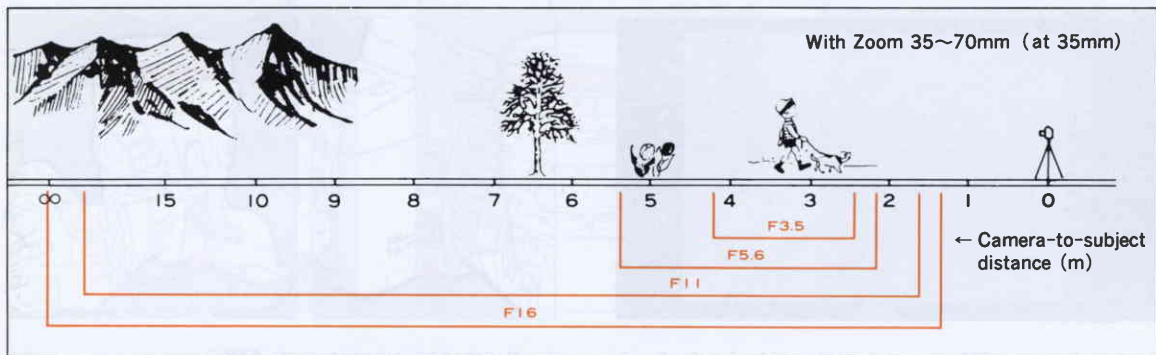 With Zoom 35～70mm (at 35mm)
∞ 15 10 9 8 7 6 5 4 3 2 1 0
F3.5
← Camera-to-subject
distance (m)
F5.6
F11
F16